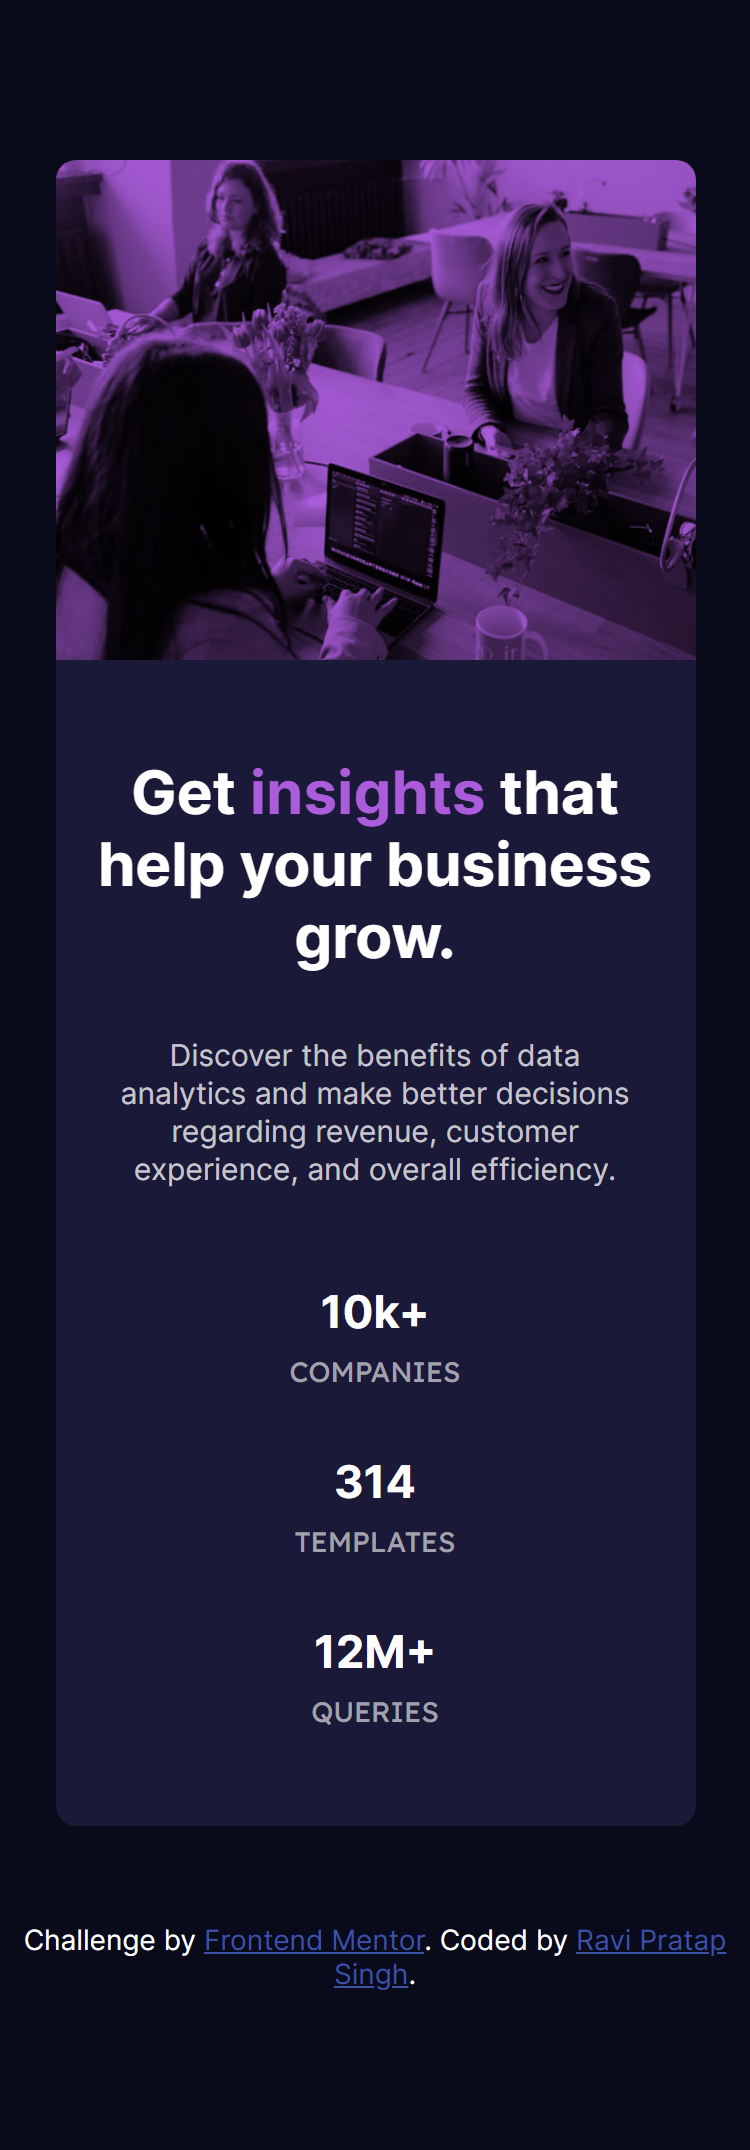 Get insights that
help your business
grow.
Discover the benefits of data
analytics and make better decisions
regarding revenue, customer
experience, and overall efficiency.
10k+
COMPANIES
314
TEMPLATES
12M+
QUERIES
Challenge by Frontend Mentor. Coded by Ravi Pratap
Singh.